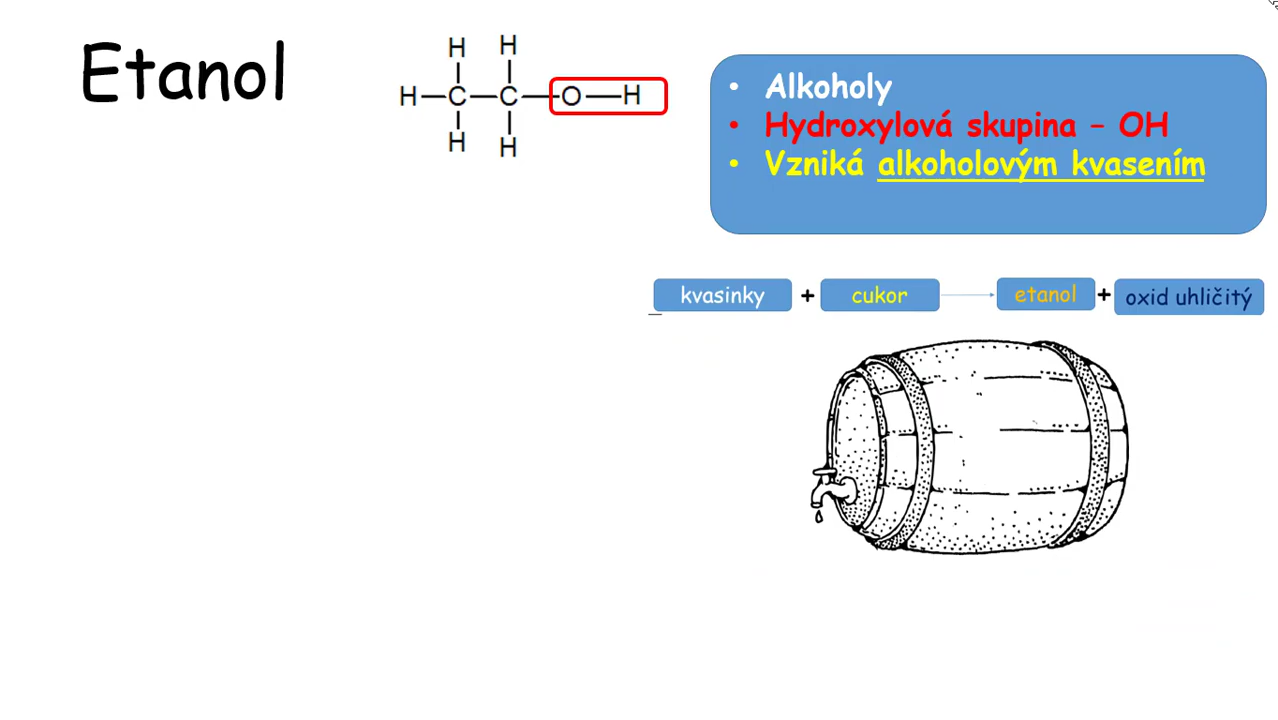 Etanol
H H
H C C O H
H H
• Alkoholy
• Hydroxylová skupina – OH
• Vzniká alkoholovým kvasením
kvasinky + cukor etanol + oxid uhličitý